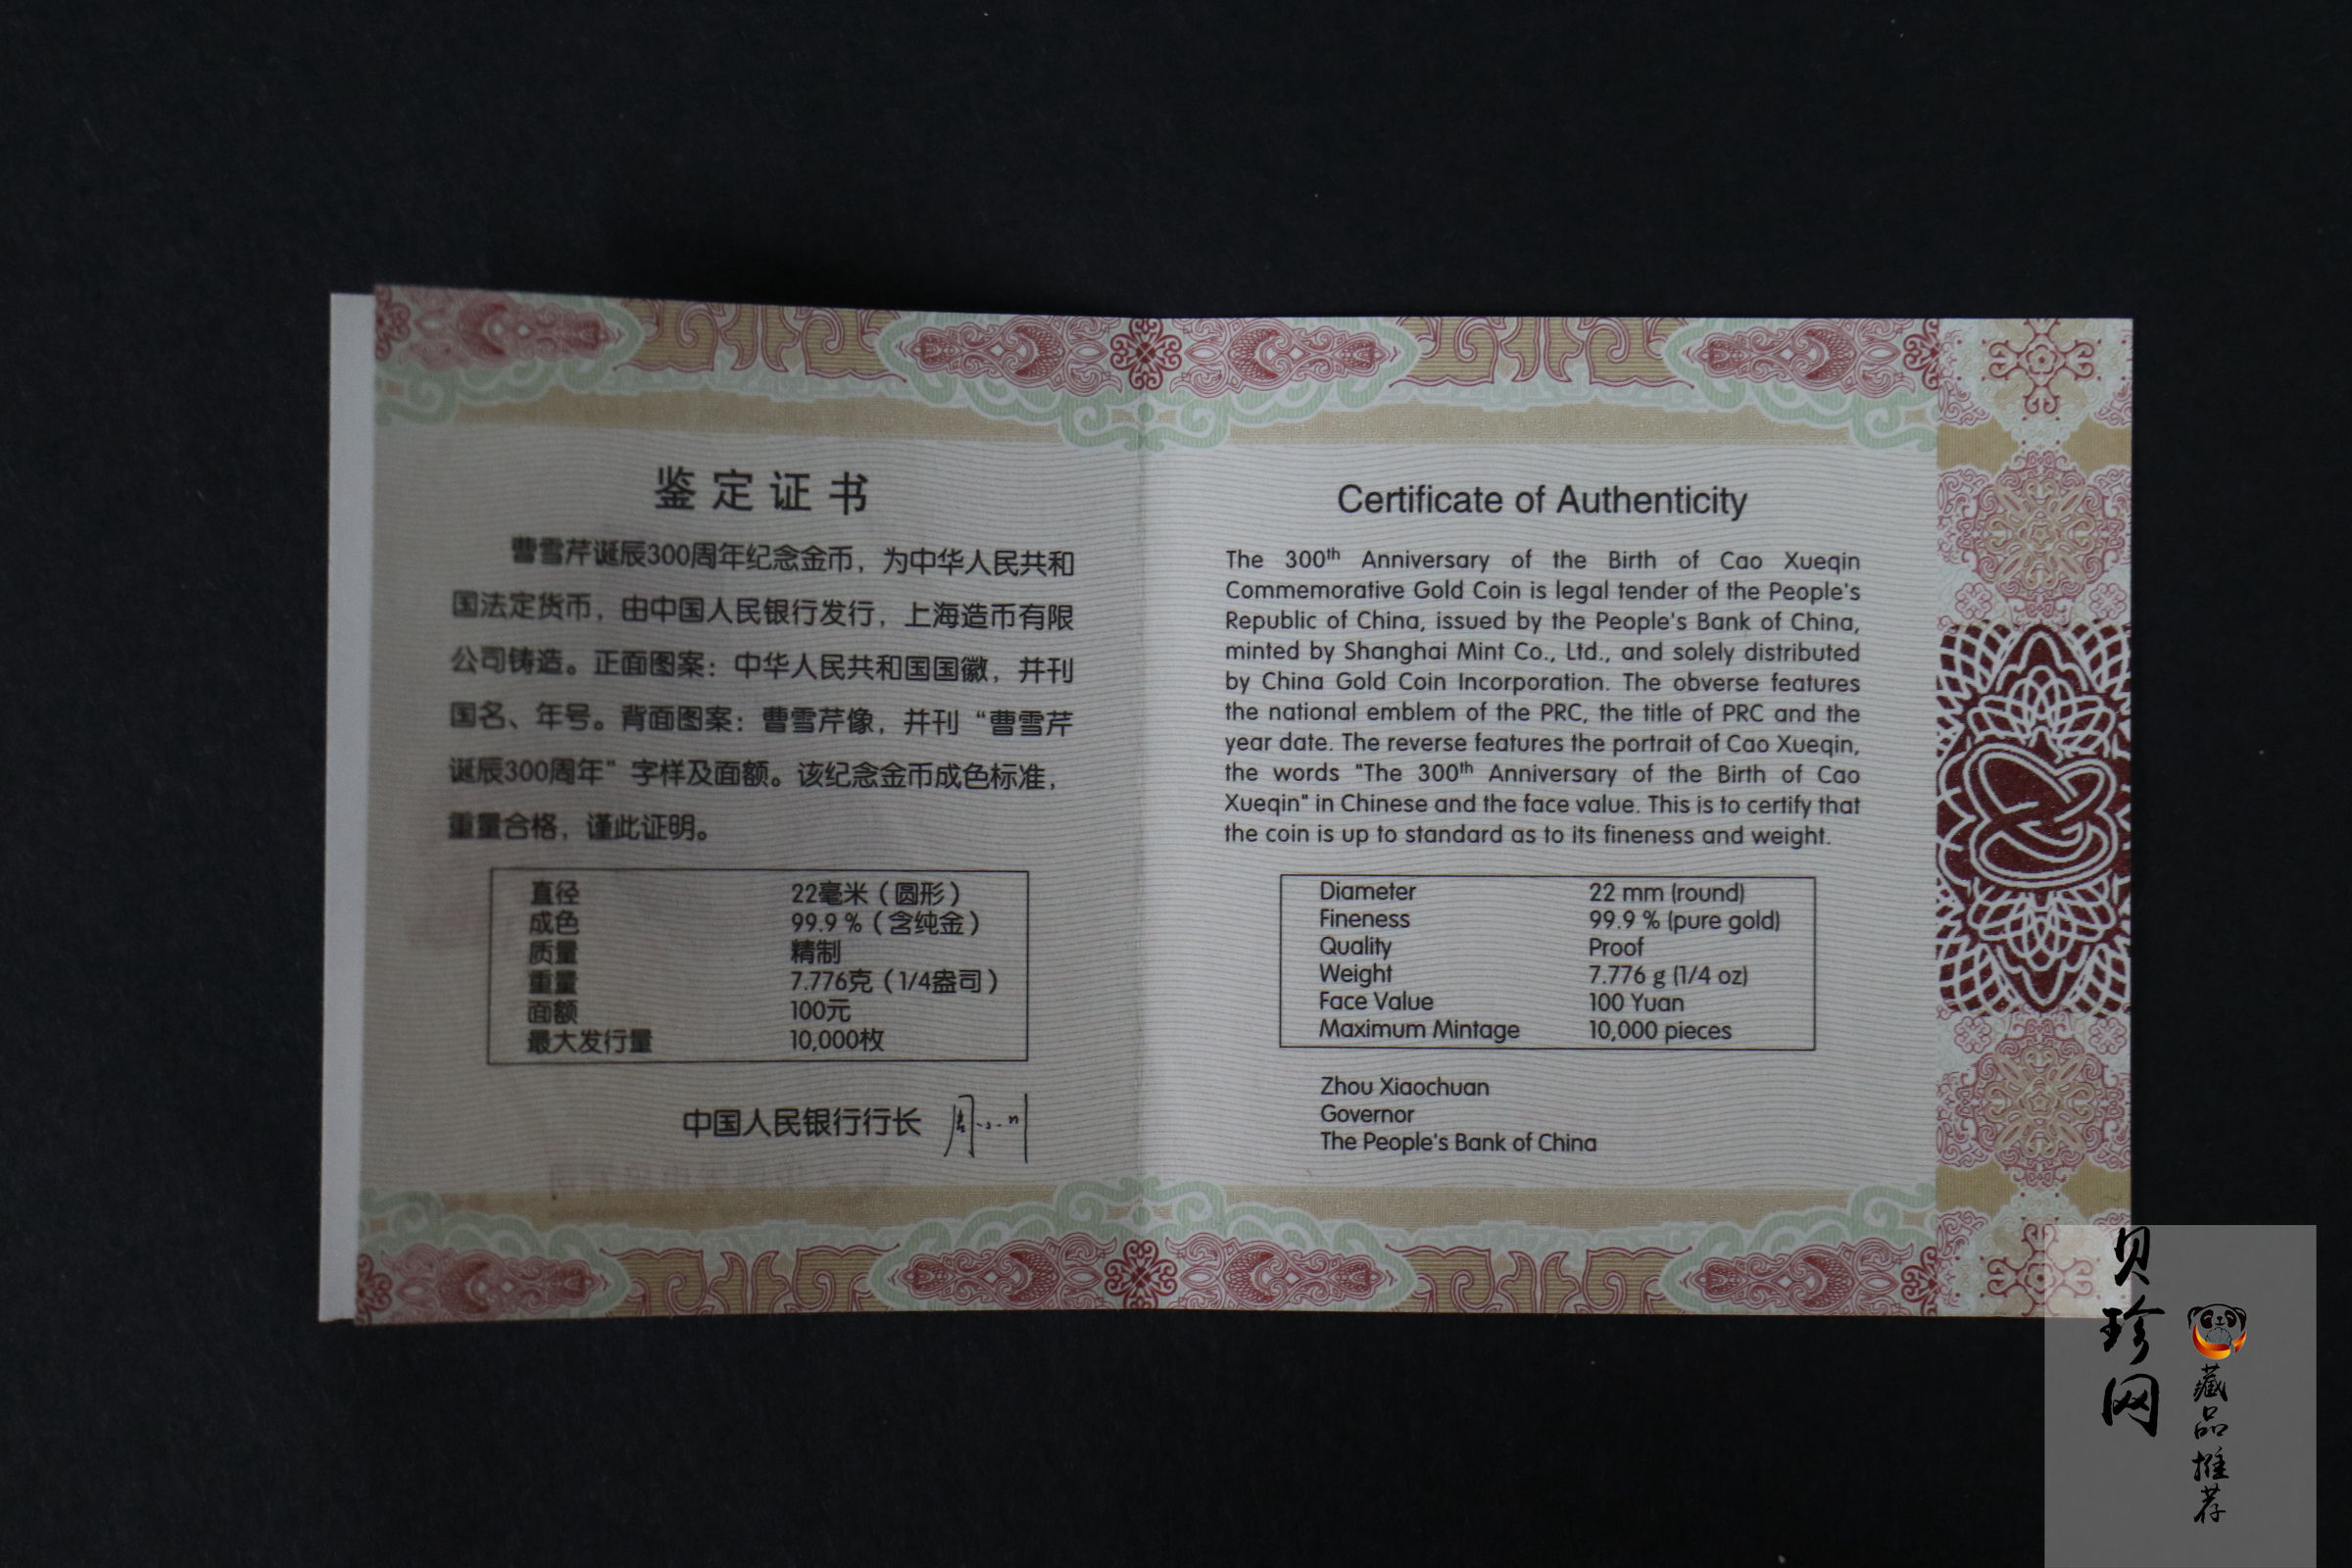 鉴定证书
曹雪芹诞辰300周年纪念金币，为中华人民共和
国法定货币，由中国人民银行发行，上海造币有限
公司铸造。正面图案：中华人民共和国国徽，并刊
国名、年号。背面图案：曹雪芹像，并刊“曹雪芹
诞辰300周年”字样及面额。该纪念金币成色标准，
重量合格，谨此证明。
直径 22毫米（圆形）
成色 99.9 %（含纯金）
质量 精制
重量 7.776克（1/4盎司）
面额 100元
最大发行量 10,000枚
中国人民银行行长 周小川
Certificate of Authenticity
The 300th Anniversary of the Birth of Cao Xueqin
Commemorative Gold Coin is legal tender of the People's
Republic of China, issued by the People's Bank of China,
minted by Shanghai Mint Co., Ltd., and solely distributed
by China Gold Coin Incorporation. The obverse features
the national emblem of the PRC, the title of PRC and the
year date. The reverse features the portrait of Cao Xueqin,
the words "The 300th Anniversary of the Birth of Cao
Xueqin" in Chinese and the face value. This is to certify that
the coin is up to standard as to its fineness and weight.
Diameter 22 mm (round)
Fineness 99.9 % (pure gold)
Quality Proof
Weight 7.776 g (1/4 oz)
Face Value 100 Yuan
Maximum Mintage 10,000 pieces
Zhou Xiaochuan
Governor
The People's Bank of China
贝珍网
藏品推荐